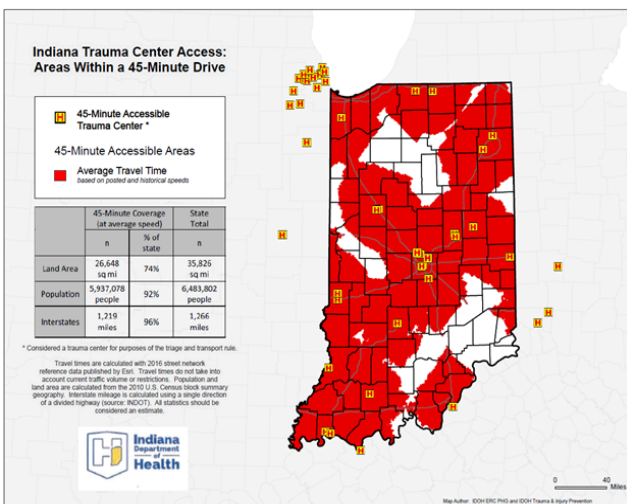 Indiana Trauma Center Access:
Areas Within a 45-Minute Drive
H 45-Minute Accessible
Trauma Center *
45-Minute Accessible Areas
Average Travel Time
based on posted and historical speeds
45-Minute Coverage
(at average speed)
State
Total
n
% of
state
n
Land Area
26,648
sq mi
74%
35,826
sq mi
Population
5,937,078
people
92%
6,483,802
people
Interstates
1,219
miles
96%
1,266
miles
* Considered a trauma center for purposes of the triage and transport rule.
Travel times are calculated with 2016 street network
reference data published by Esri. Travel times do not take into
account current traffic volume or restrictions. Population and
land area are calculated from the 2010 U.S. Census block summary
geography. Interstate mileage is calculated using a single direction
of a divided highway (source: INDOT). All statistics should be
considered an estimate.
Indiana
Department
of
Health
0
40
Miles
Map Author: IDOH ERC PHG and IDOH Trauma & Injury Prevention